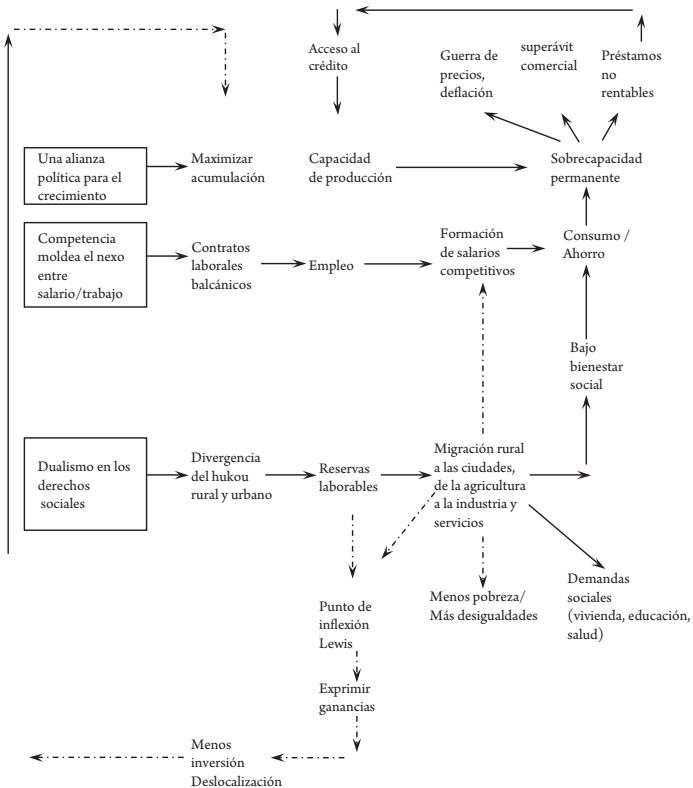 Acceso al
crédito
Guerra de
precios,
deflación
superávit
comercial
Préstamos
no
rentables
Una alianza
política para el
crecimiento
Maximizar
acumulación
Capacidad
de producción
Sobrecapacidad
permanente
Competencia
moldea el nexo
entre
salario/trabajo
Contratos
laborales
balcánicos
Empleo
Formación
de salarios
competitivos
Consumo /
Ahorro
Bajo
bienestar
social
Dualismo en los
derechos
sociales
Divergencia
del hukou
rural y urbano
Reservas
laborables
Migración rural
a las ciudades,
de la agricultura
a la industria y
servicios
Punto de
inflexión
Lewis
Menos pobreza/
Más desigualdades
Demandas
sociales
(vivienda, educación,
salud)
Exprimir
ganancias
Menos
inversión
Deslocalización